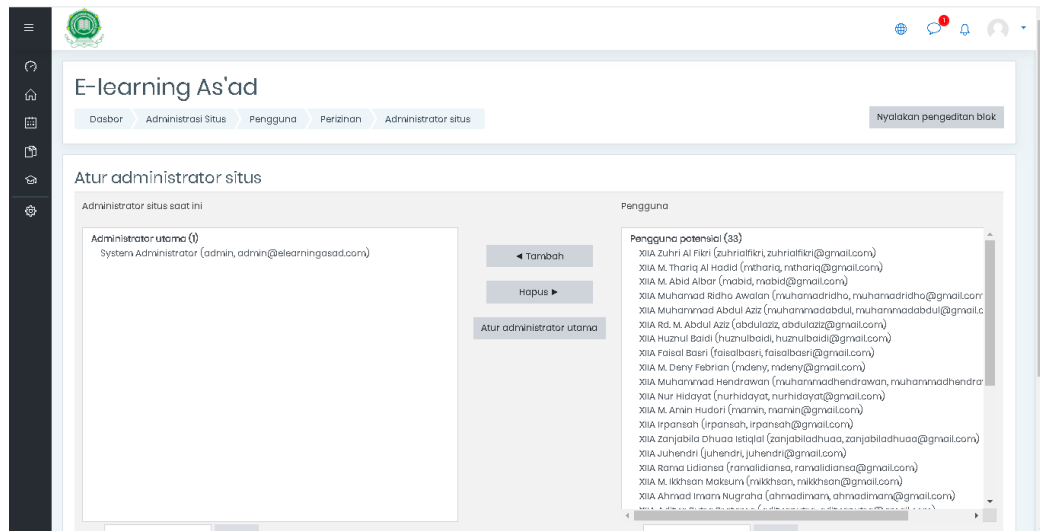 1
E-learning As'ad
Dasbor Administrasi Situs Pengguna Perizinan Administrator situs
Nyalakan pengeditan blok
Atur administrator situs
Administrator situs saat ini
Pengguna
Administrator utama (1)
System Administrator (admin, admin@elearningasad.com)
◄ Tambah
Hapus ►
Atur administrator utama
Pengguna potensial (33)
XIIA Zuhri Al Fikri (zuhrialfikri, zuhrialfikri@gmail.com)
XIIA M. Thariq Al Hadid (mthariq, mthariq@gmail.com)
XIIA M. Abid Albar (mabid, mabid@gmail.com)
XIIA Muhamad Ridho Awalan (muhamadridho, muhamadridho@gmail.com
XIIA Muhammad Abdul Aziz (muhammadabdul, muhammadabdul@gmail.c
XIIA Rd. M. Abdul Aziz (abdulaziz, abdulaziz@gmail.com)
XIIA Huznul Baidi (huznulbaidi, huznulbaidi@gmail.com)
XIIA Faisal Basri (faisalbasri, faisalbasri@gmail.com)
XIIA M. Deny Febrian (mdeny, mdeny@gmail.com)
XIIA Muhammad Hendrawan (muhammadhendrawan, muhammadhendra
XIIA Nur Hidayat (nurhidayat, nurhidayat@gmail.com)
XIIA M. Amin Hudori (mamin, mamin@gmail.com)
XIIA Irpansah (irpansah, irpansah@gmail.com)
XIIA Zanjabila Dhuaa Istiqlal (zanjabiladhuaa, zanjabiladhuaa@gmail.com)
XIIA Juhendri (juhendri, juhendri@gmail.com)
XIIA Rama Lidiansa (ramalidiansa, ramalidiansa@gmail.com)
XIIA M. Ikkhsan Maksum (mikkhsan, mikkhsan@gmail.com)
XIIA Ahmad Imam Nugraha (ahmadimam, ahmadimam@gmail.com)